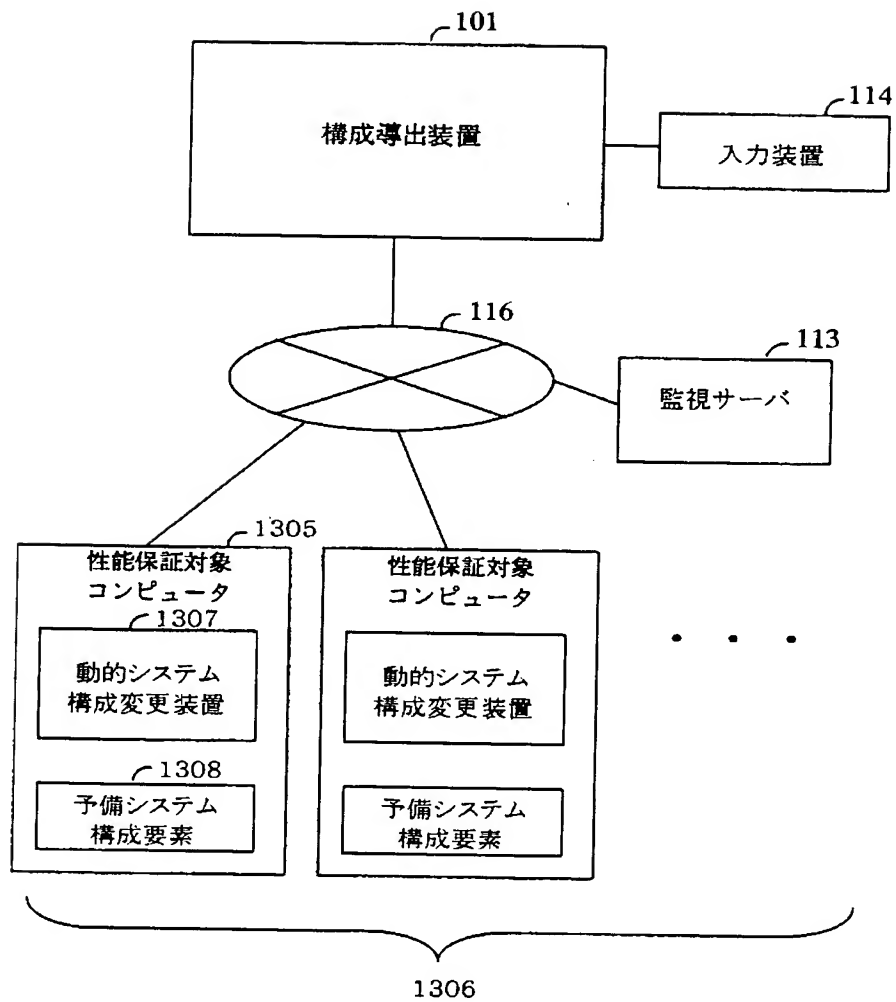 101
構成導出装置
114
入力装置
116
113
監視サーバ
1305
性能保証対象
コンピュータ
1307
動的システム
構成変更装置
1308
予備システム
構成要素
性能保証対象
コンピュータ
動的システム
構成変更装置
予備システム
構成要素
・ ・ ・
1306